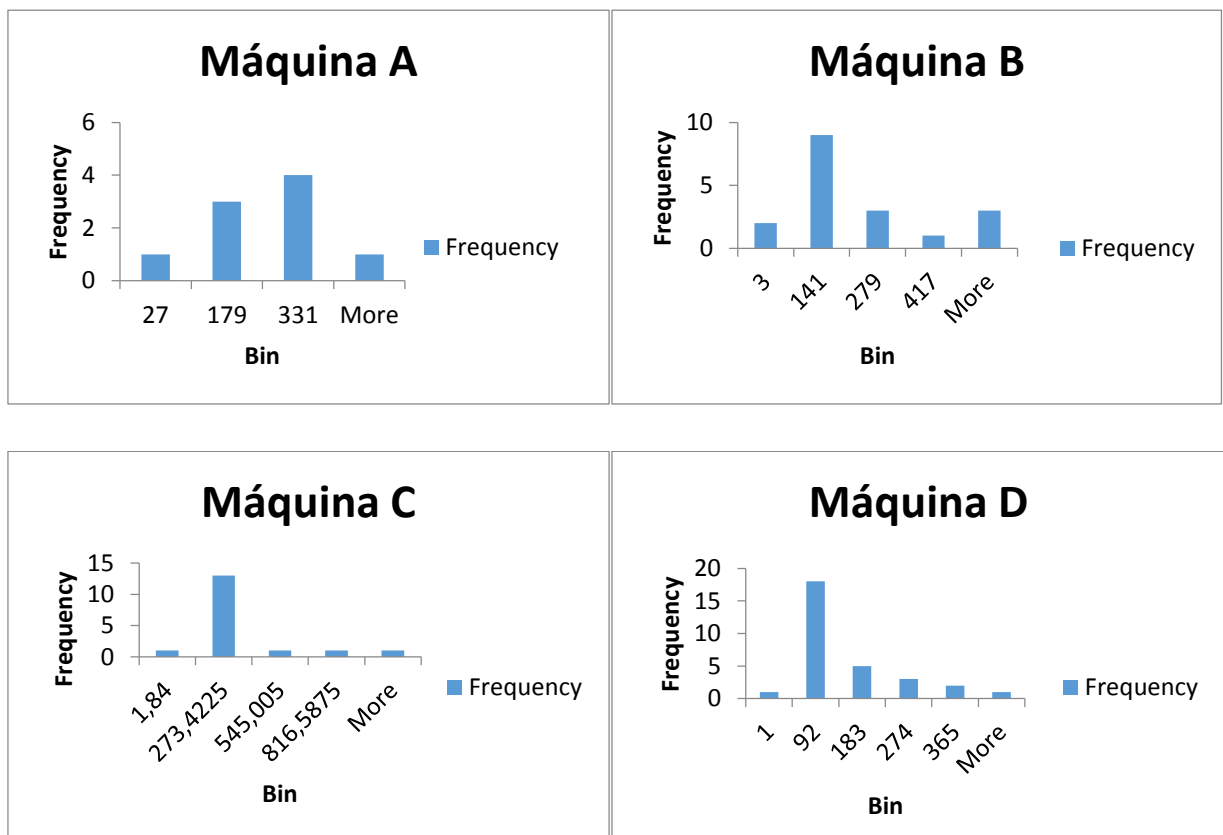 Máquina A
6
4
2
0
Frequency
27 179 331 More
Bin
Frequency
Máquina B
10
5
0
Frequency
3 141 279 417 More
Bin
Frequency
Máquina C
15
10
5
0
Frequency
1,84 273,4225 545,005 816,5875 More
Bin
Frequency
Máquina D
20
15
10
5
0
Frequency
1 92 183 274 365 More
Bin
Frequency